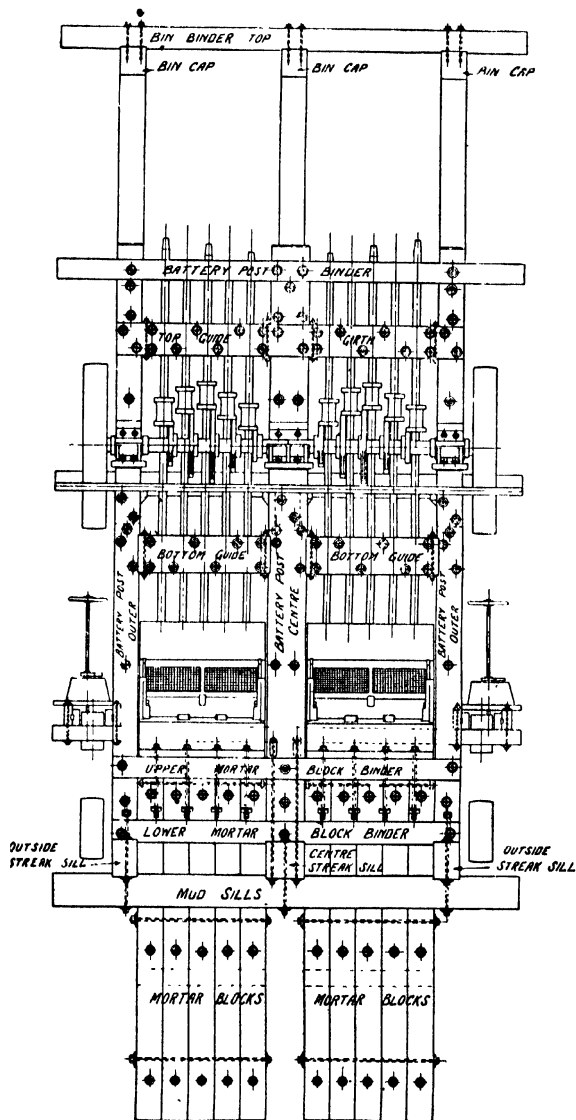 BIN BINDER TOP
BIN CAP
BIN CAP
BIN CAP
BATTERY POST BINDER
TOP GUIDE GIRTH
BOTTOM GUIDE
BOTTOM GUIDE
BATTERY POST
OUTER
BATTERY POST
CENTRE
BATTERY POST
OUTER
UPPER MORTAR BLOCK BINDER
LOWER MORTAR BLOCK BINDER
OUTSIDE
STREAK SILL
CENTRE
STREAK SILL
OUTSIDE
STREAK SILL
MUD SILLS
MORTAR BLOCKS
MORTAR BLOCKS